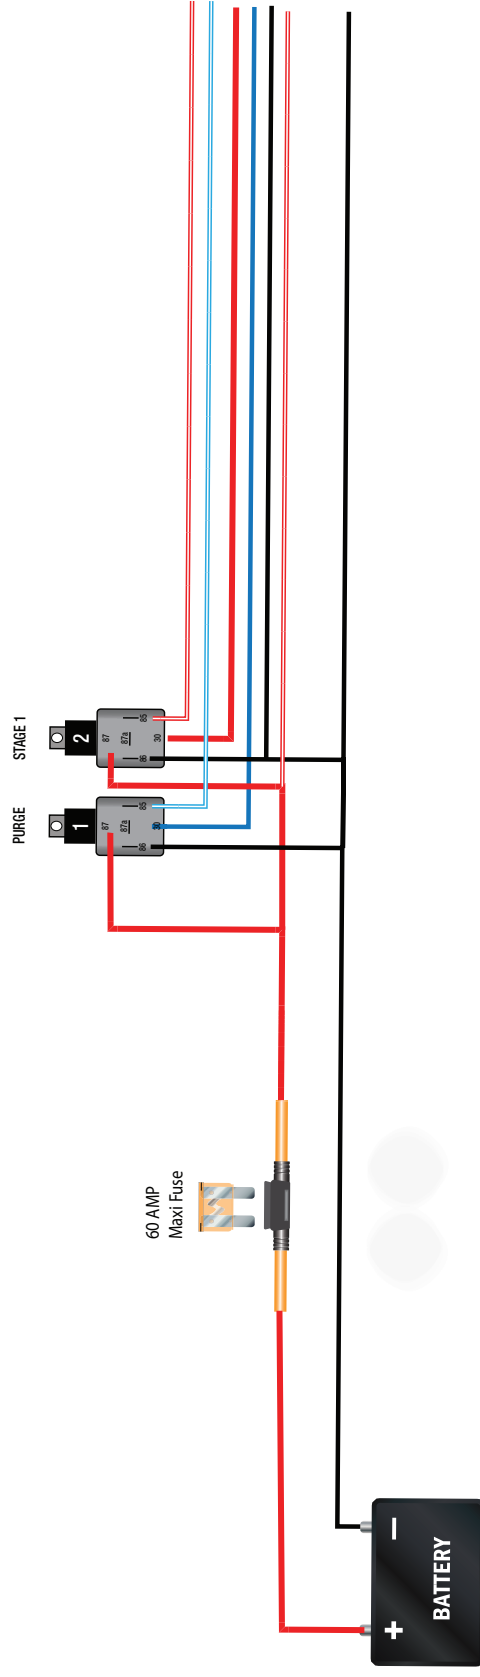 STAGE 1
2
87
87a
85
30
86
PURGE
1
87
87a
85
30
86
60 AMP
Maxi Fuse
+
–
BATTERY